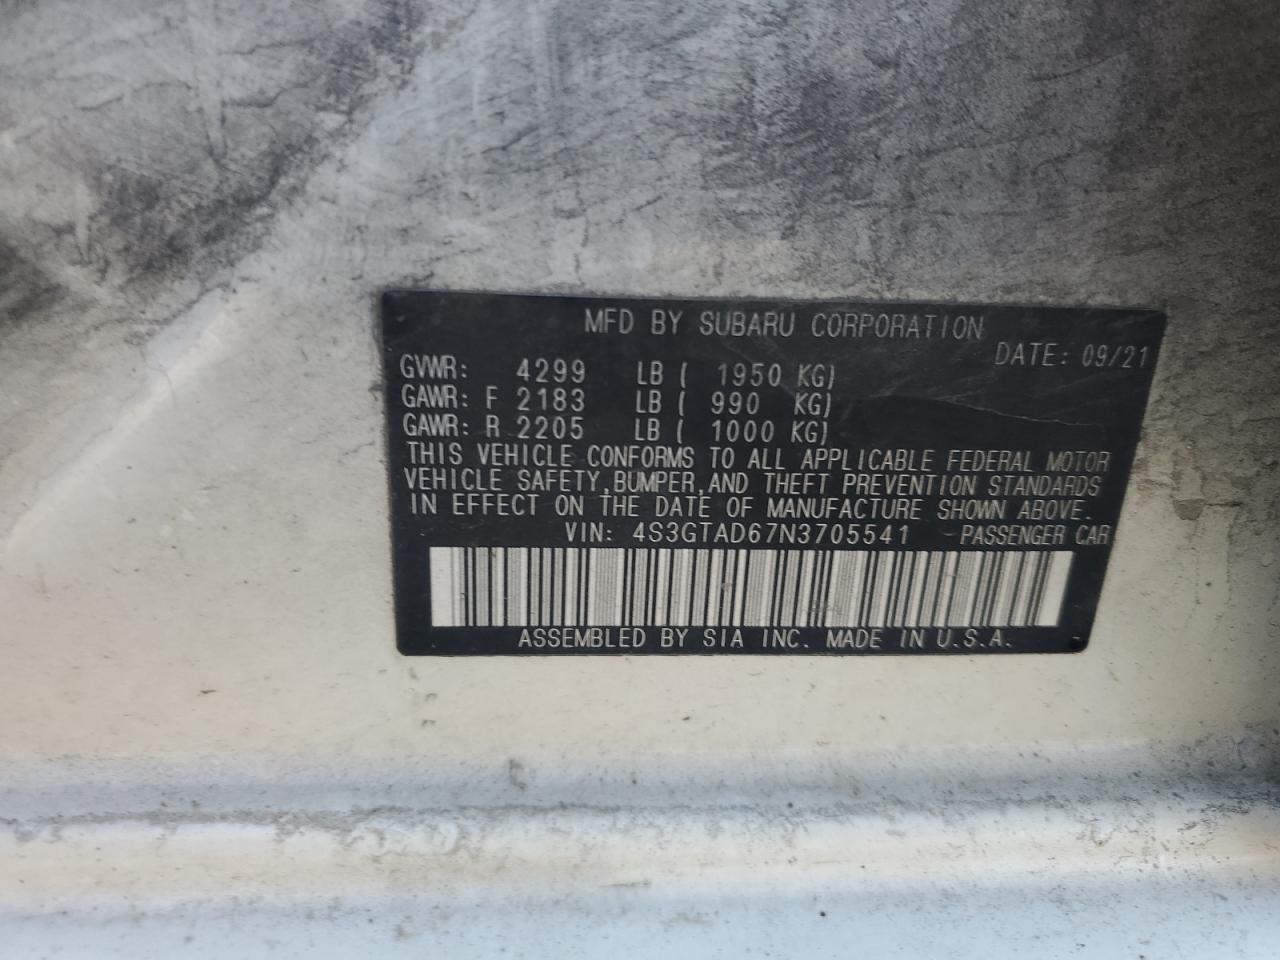 MFD BY SUBARU CORPORATION
DATE: 09/21
GVWR: 4299 LB ( 1950 KG)
GAWR: F 2183 LB ( 990 KG)
GAWR: R 2205 LB ( 1000 KG)
THIS VEHICLE CONFORMS TO ALL APPLICABLE FEDERAL MOTOR
VEHICLE SAFETY, BUMPER, AND THEFT PREVENTION STANDARDS
IN EFFECT ON THE DATE OF MANUFACTURE SHOWN ABOVE.
VIN: 4S3GTAD67N3705541 PASSENGER CAR
ASSEMBLED BY SIA INC. MADE IN U.S.A.